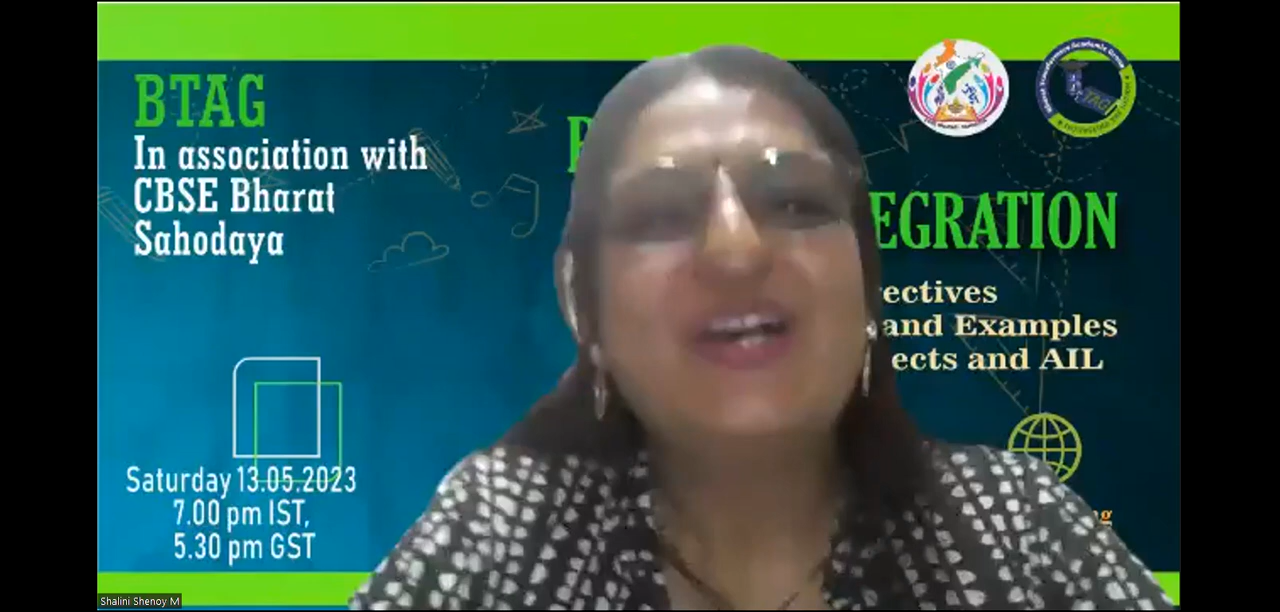 BTAG
In association with
CBSE Bharat
Sahodaya
EGRATION
ectives
and Examples
ects and AIL
Saturday 13.05.2023
7.00 pm IST,
5.30 pm GST
Shalini Shenoy M